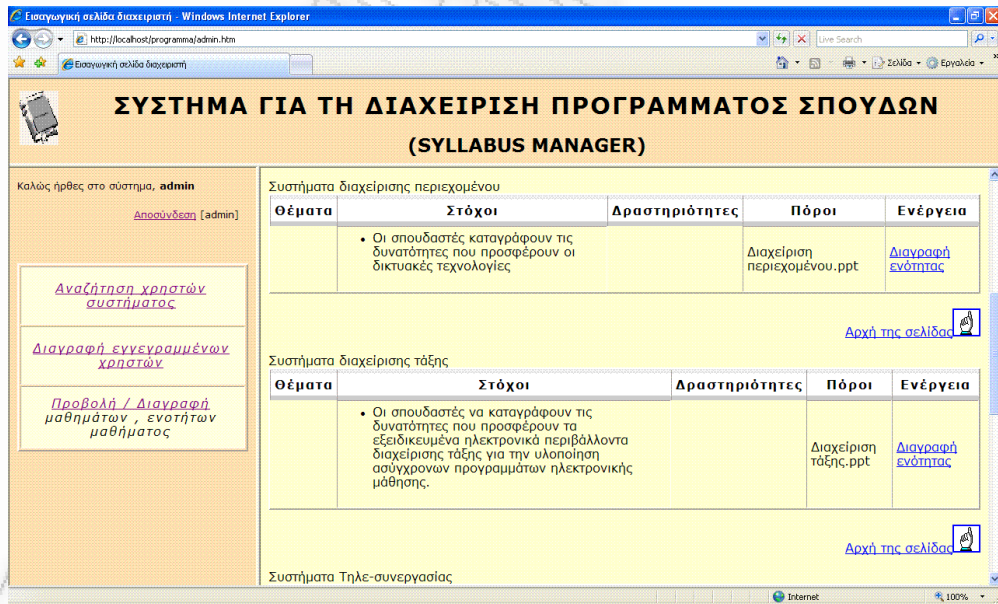 Εισαγωγική σελίδα διαχειριστή - Windows Internet Explorer
http://localhost/programma/admin.htm
Live Search
Εισαγωγική σελίδα διαχειριστή
Σελίδα
Εργαλεία
ΣΥΣΤΗΜΑ ΓΙΑ ΤΗ ΔΙΑΧΕΙΡΙΣΗ ΠΡΟΓΡΑΜΜΑΤΟΣ ΣΠΟΥΔΩΝ
(SYLLABUS MANAGER)
Καλώς ήρθες στο σύστημα, admin
Αποσύνδεση [admin]
Αναζήτηση χρηστών
συστήματος
Διαγραφή εγγεγραμμένων
χρηστών
Προβολή / Διαγραφή
μαθημάτων , ενοτήτων
μαθήματος
Συστήματα διαχείρισης περιεχομένου
Θέματα Στόχοι Δραστηριότητες Πόροι Ενέργεια
• Οι σπουδαστές καταγράφουν τις
δυνατότητες που προσφέρουν οι
δικτυακές τεχνολογίες
Διαχείριση
περιεχομένου.ppt
Διαγραφή
ενότητας
Αρχή της σελίδας
Συστήματα διαχείρισης τάξης
Θέματα Στόχοι Δραστηριότητες Πόροι Ενέργεια
• Οι σπουδαστές να καταγράφουν τις
δυνατότητες που προσφέρουν τα
εξειδικευμένα ηλεκτρονικά περιβάλλοντα
διαχείρισης τάξης για την υλοποίηση
ασύγχρονων προγραμμάτων ηλεκτρονικής
μάθησης.
Διαχείριση
τάξης.ppt
Διαγραφή
ενότητας
Αρχή της σελίδας
Συστήματα Τηλε-συνεργασίας
Internet
100%